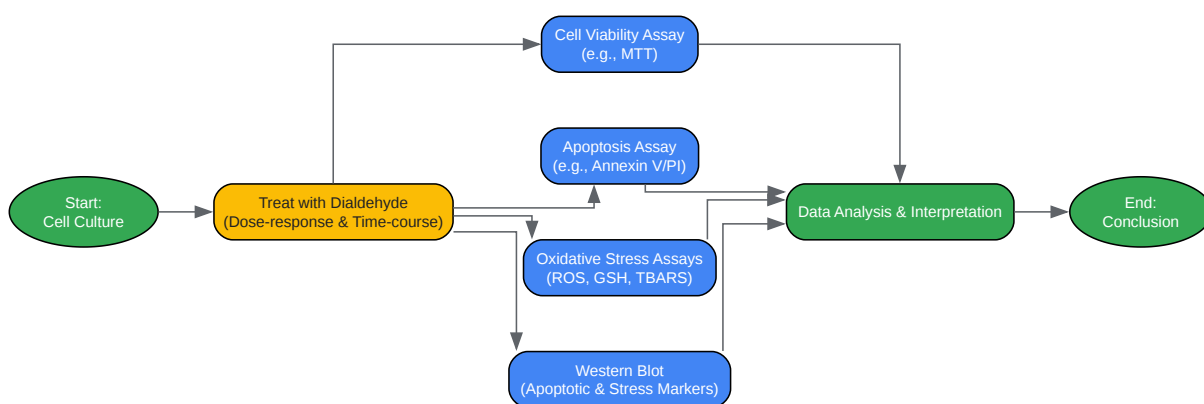 Cell Viability Assay
(e.g., MTT)
Apoptosis Assay
(e.g., Annexin V/PI)
Start:
Cell Culture
Treat with Dialdehyde
(Dose-response & Time-course)
Data Analysis & Interpretation
End:
Conclusion
Oxidative Stress Assays
(ROS, GSH, TBARS)
Western Blot
(Apoptotic & Stress Markers)